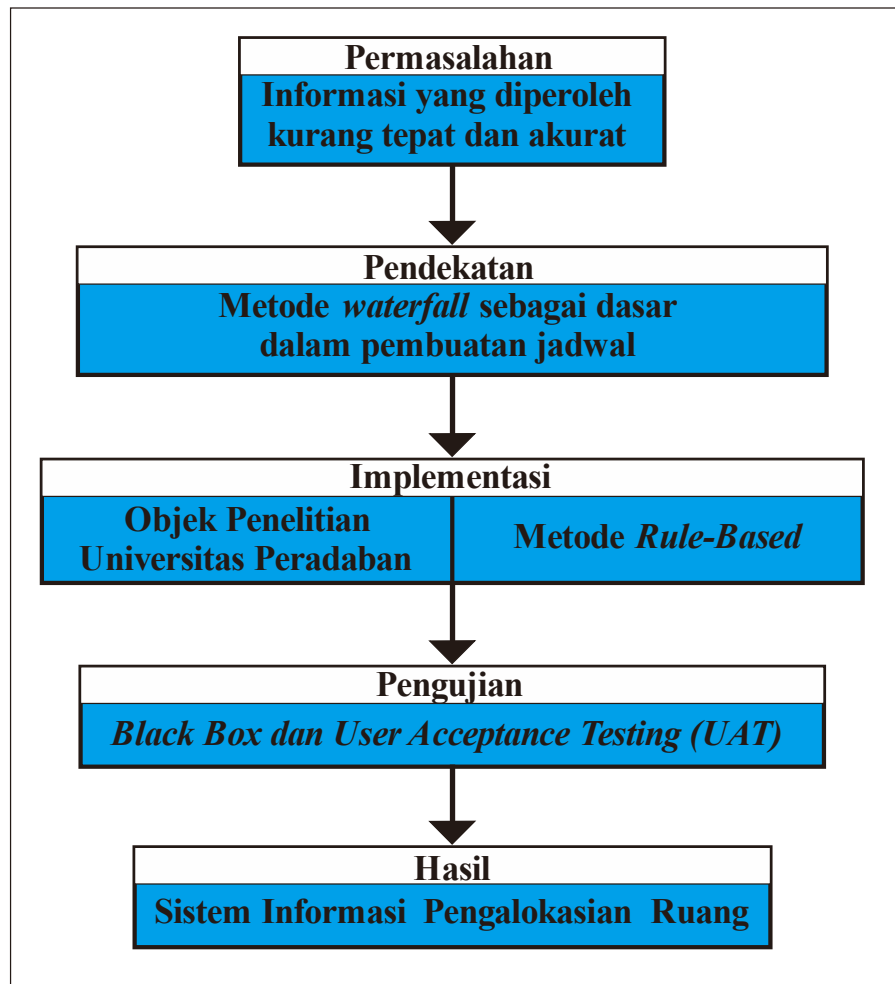 Permasalahan
Informasi yang diperoleh
kurang tepat dan akurat
Pendekatan
Metode waterfall sebagai dasar
dalam pembuatan jadwal
Implementasi
Objek Penelitian
Universitas Peradaban
Metode Rule-Based
Pengujian
Black Box dan User Acceptance Testing (UAT)
Hasil
Sistem Informasi Pengalokasian Ruang